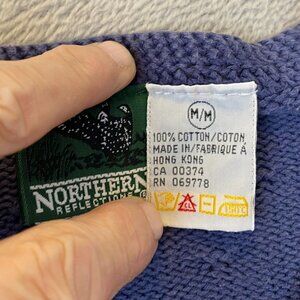 M/M
100% COTTON/COTON
MADE IN/FABRIQUÉ À
HONG KONG
CA 00374
RN 069778
NORTHERN
REFLECTIONS